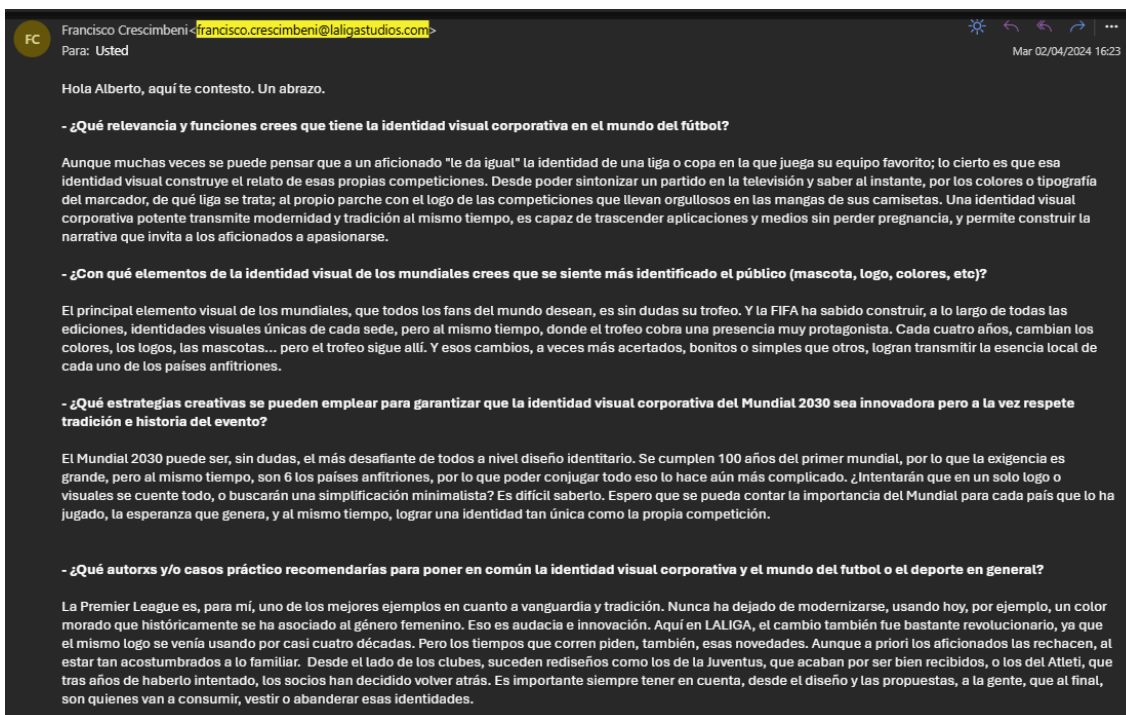 FC
Francisco Crescimbeni<francisco.crescimbeni@laligastudios.com>
Para: Usted
Mar 02/04/2024 16:23
Hola Alberto, aquí te contesto. Un abrazo.
- ¿Qué relevancia y funciones crees que tiene la identidad visual corporativa en el mundo del fútbol?
Aunque muchas veces se puede pensar que a un aficionado "le da igual" la identidad de una liga o copa en la que juega su equipo favorito; lo cierto es que esa
identidad visual construye el relato de esas propias competiciones. Desde poder sintonizar un partido en la televisión y saber al instante, por los colores o tipografía
del marcador, de qué liga se trata; al propio parche con el logo de las competiciones que llevan orgullosos en las mangas de sus camisetas. Una identidad visual
corporativa potente transmite modernidad y tradición al mismo tiempo, es capaz de trascender aplicaciones y medios sin perder pregnancia, y permite construir la
narrativa que invita a los aficionados a apasionarse.
- ¿Con qué elementos de la identidad visual de los mundiales crees que se siente más identificado el público (mascota, logo, colores, etc)?
El principal elemento visual de los mundiales, que todos los fans del mundo desean, es sin dudas su trofeo. Y la FIFA ha sabido construir, a lo largo de todas las
ediciones, identidades visuales únicas de cada sede, pero al mismo tiempo, donde el trofeo cobra una presencia muy protagonista. Cada cuatro años, cambian los
colores, los logos, las mascotas... pero el trofeo sigue allí. Y esos cambios, a veces más acertados, bonitos o simples que otros, logran transmitir la esencia local de
cada uno de los países anfitriones.
- ¿Qué estrategias creativas se pueden emplear para garantizar que la identidad visual corporativa del Mundial 2030 sea innovadora pero a la vez respete
tradición e historia del evento?
El Mundial 2030 puede ser, sin dudas, el más desafiante de todos a nivel diseño identitario. Se cumplen 100 años del primer mundial, por lo que la exigencia es
grande, pero al mismo tiempo, son 6 los países anfitriones, por lo que poder conjugar todo eso lo hace aún más complicado. ¿Intentarán que en un solo logo o
visuales se cuente todo, o buscarán una simplificación minimalista? Es difícil saberlo. Espero que se pueda contar la importancia del Mundial para cada país que lo ha
jugado, la esperanza que genera, y al mismo tiempo, lograr una identidad tan única como la propia competición.
- ¿Qué autorxs y/o casos práctico recomendarías para poner en común la identidad visual corporativa y el mundo del futbol o el deporte en general?
La Premier League es, para mí, uno de los mejores ejemplos en cuanto a vanguardia y tradición. Nunca ha dejado de modernizarse, usando hoy, por ejemplo, un color
morado que históricamente se ha asociado al género femenino. Eso es audacia e innovación. Aquí en LALIGA, el cambio también fue bastante revolucionario, ya que
el mismo logo se venía usando por casi cuatro décadas. Pero los tiempos que corren piden, también, esas novedades. Aunque a priori los aficionados las rechacen, al
estar tan acostumbrados a lo familiar. Desde el lado de los clubes, suceden rediseños como los de la Juventus, que acaban por ser bien recibidos, o los del Atleti, que
tras años de haberlo intentado, los socios han decidido volver atrás. Es importante siempre tener en cuenta, desde el diseño y las propuestas, a la gente, que al final,
son quienes van a consumir, vestir o abanderar esas identidades.